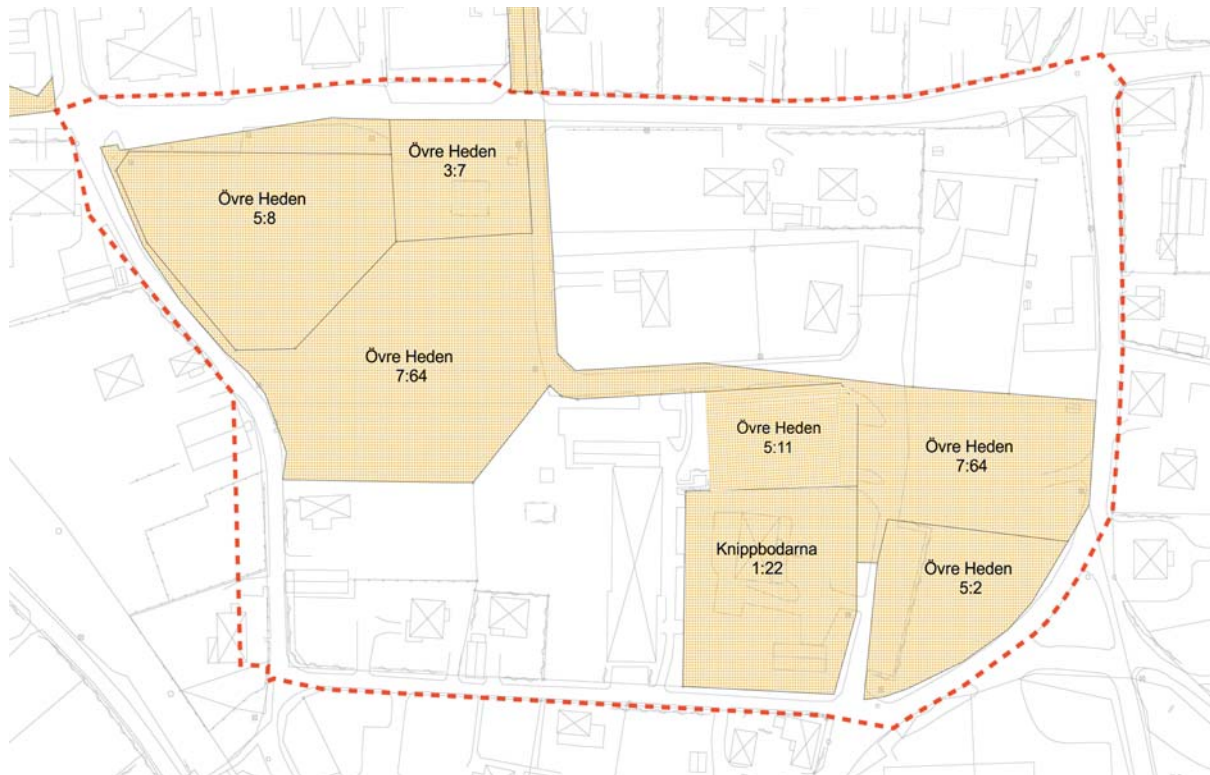 Övre Heden
3:7
Övre Heden
5:8
Övre Heden
7:64
Övre Heden
5:11
Övre Heden
7:64
Knippbodarna
1:22
Övre Heden
5:2